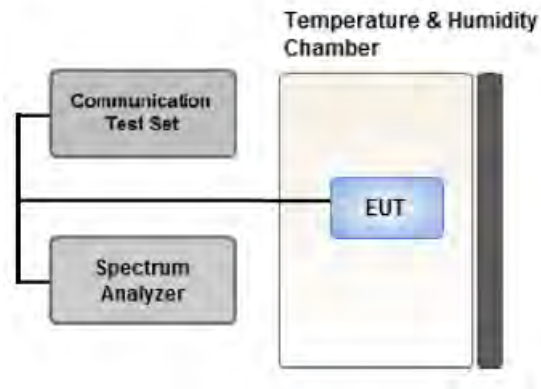 Temperature & Humidity
Chamber
Communication
Test Set
EUT
Spectrum
Analyzer